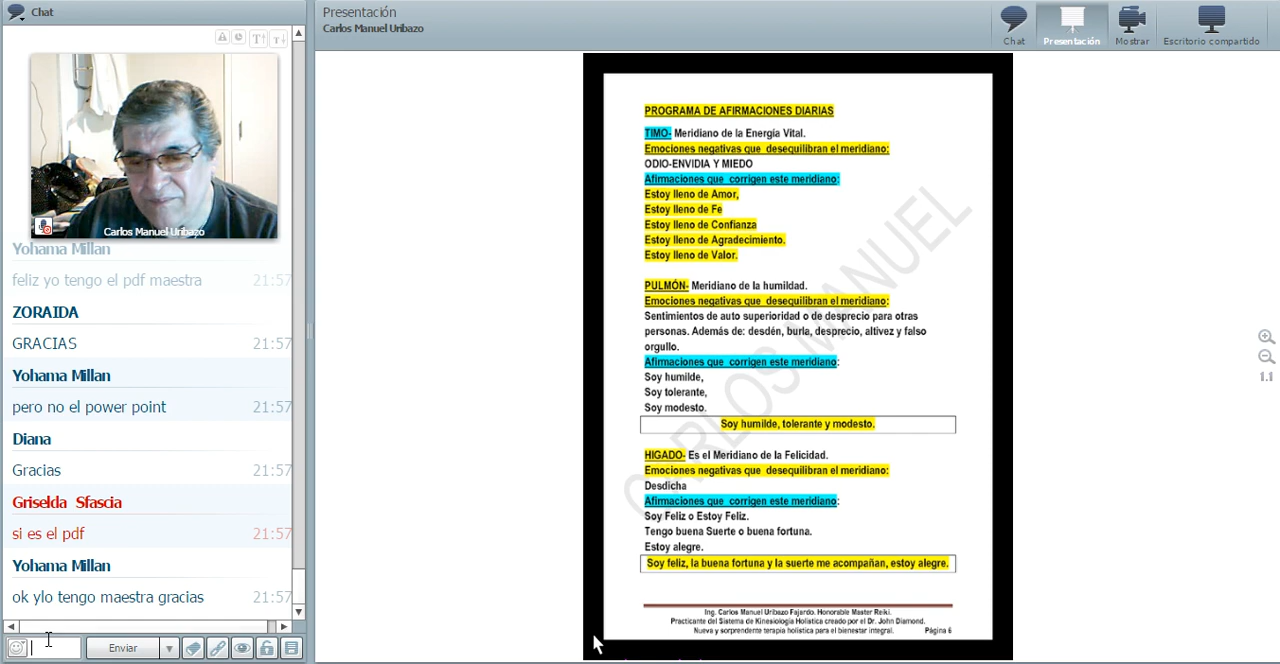 Chat
Carlos Manuel Uribazo
Yohama Millan
feliz yo tengo el pdf maestra 21:57
ZORAIDA
GRACIAS 21:57
Yohama Millan
pero no el power point 21:57
Diana
Gracias 21:57
Griselda Sfascia
si es el pdf 21:57
Yohama Millan
ok ylo tengo maestra gracias 21:57
Enviar
Presentación
Carlos Manuel Uribazo
Chat
Presentación
Mostrar
Escritorio compartido
PROGRAMA DE AFIRMACIONES DIARIAS
TIMO- Meridiano de la Energía Vital.
Emociones negativas que desequilibran el meridiano:
ODIO-ENVIDIA Y MIEDO
Afirmaciones que corrigen este meridiano:
Estoy lleno de Amor,
Estoy lleno de Fe
Estoy lleno de Confianza
Estoy lleno de Agradecimiento.
Estoy lleno de Valor.
PULMÓN- Meridiano de la humildad.
Emociones negativas que desequilibran el meridiano:
Sentimientos de auto superioridad o de desprecio para otras
personas. Además de: desdén, burla, desprecio, altivez y falso
orgullo.
Afirmaciones que corrigen este meridiano:
Soy humilde,
Soy tolerante,
Soy modesto.
Soy humilde, tolerante y modesto.
HIGADO- Es el Meridiano de la Felicidad.
Emociones negativas que desequilibran el meridiano:
Desdicha
Afirmaciones que corrigen este meridiano:
Soy Feliz o Estoy Feliz.
Tengo buena Suerte o buena fortuna.
Estoy alegre.
Soy feliz, la buena fortuna y la suerte me acompañan, estoy alegre.
Ing. Carlos Manuel Uribazo Fajardo. Honorable Master Reiki.
Practicante del Sistema de Kinesiología Holística creado por el Dr. John Diamond.
Nueva y sorprendente terapia holística para el bienestar integral. Página 6
CARLOS MANUEL
1.1